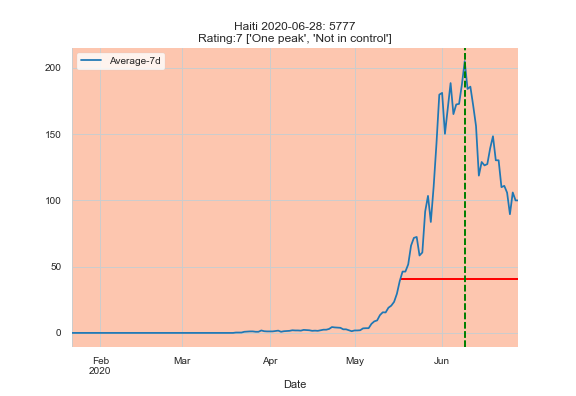 Haiti 2020-06-28: 5777
Rating:7 ['One peak', 'Not in control']
Average-7d
200
150
100
50
0
Feb
2020
Mar
Apr
May
Jun
Date